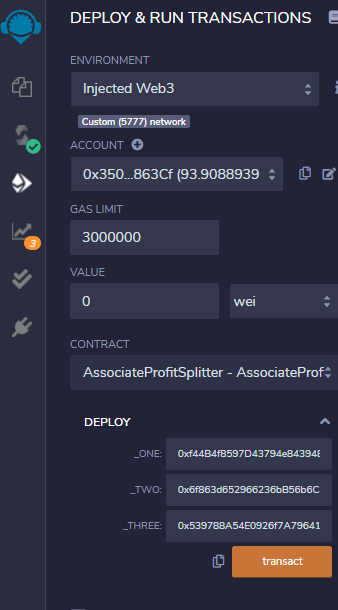 DEPLOY & RUN TRANSACTIONS
ENVIRONMENT
Injected Web3
Custom (5777) network
ACCOUNT
0x350...863Cf (93.9088939
GAS LIMIT
3000000
VALUE
0 wei
CONTRACT
AssociateProfitSplitter - AssociateProf
3
DEPLOY
_ONE: 0xf44B4f8597D43794e843948
_TWO: 0x6f863d652966236bB56b6C
_THREE: 0x539788A54E0926f7A79641
transact